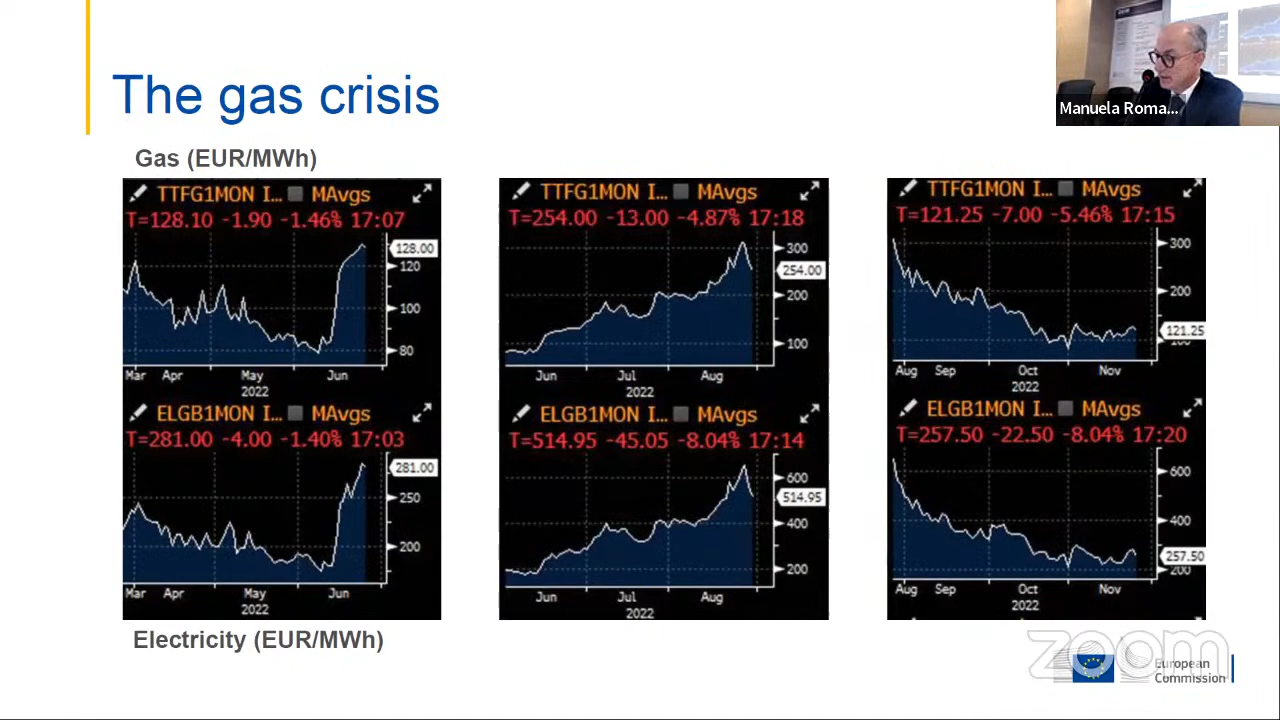 The gas crisis
Manuela Roma...
Gas (EUR/MWh)
TTFG1MON I... MAvgs
T=128.10 -1.90 -1.46% 17:07
128.00
120
100
80
Mar Apr May Jun
2022
TTFG1MON I... MAvgs
T=254.00 -13.00 -4.87% 17:18
300
254.00
200
100
Jun Jul Aug
2022
TTFG1MON I... MAvgs
T=121.25 -7.00 -5.46% 17:15
300
200
121.25
100
Aug Sep Oct Nov
2022
ELGB1MON I... MAvgs
T=281.00 -4.00 -1.40% 17:03
281.00
250
200
Mar Apr May Jun
2022
ELGB1MON I... MAvgs
T=514.95 -45.05 -8.04% 17:14
600
514.95
400
200
Jun Jul Aug
2022
ELGB1MON I... MAvgs
T=257.50 -22.50 -8.04% 17:20
600
400
257.50
200
Aug Sep Oct Nov
2022
Electricity (EUR/MWh)
zoom
European
Commission